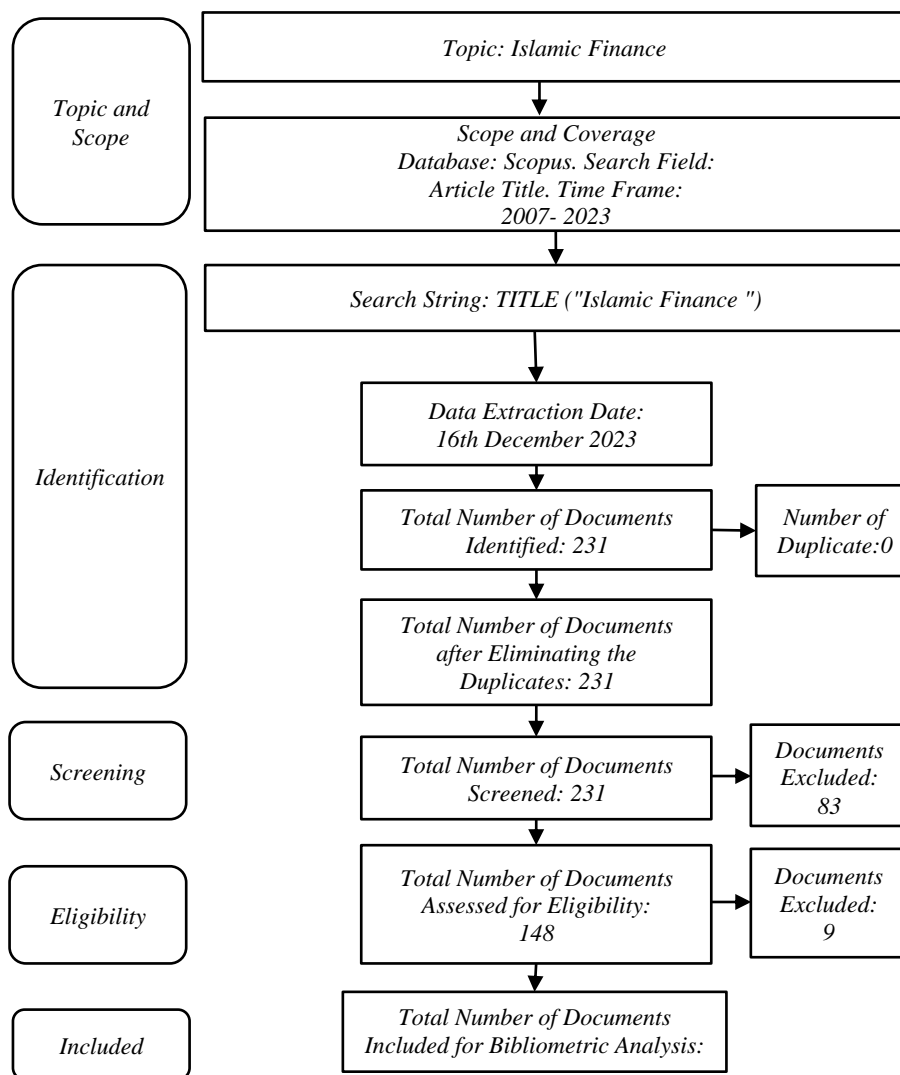 Topic and
Scope
Topic: Islamic Finance
Scope and Coverage
Database: Scopus. Search Field:
Article Title. Time Frame:
2007- 2023
Identification
Search String: TITLE ("Islamic Finance ")
Data Extraction Date:
16th December 2023
Total Number of Documents
Identified: 231
Number of
Duplicate:0
Total Number of Documents
after Eliminating the
Duplicates: 231
Screening
Total Number of Documents
Screened: 231
Documents
Excluded:
83
Eligibility
Total Number of Documents
Assessed for Eligibility:
148
Documents
Excluded:
9
Included
Total Number of Documents
Included for Bibliometric Analysis: